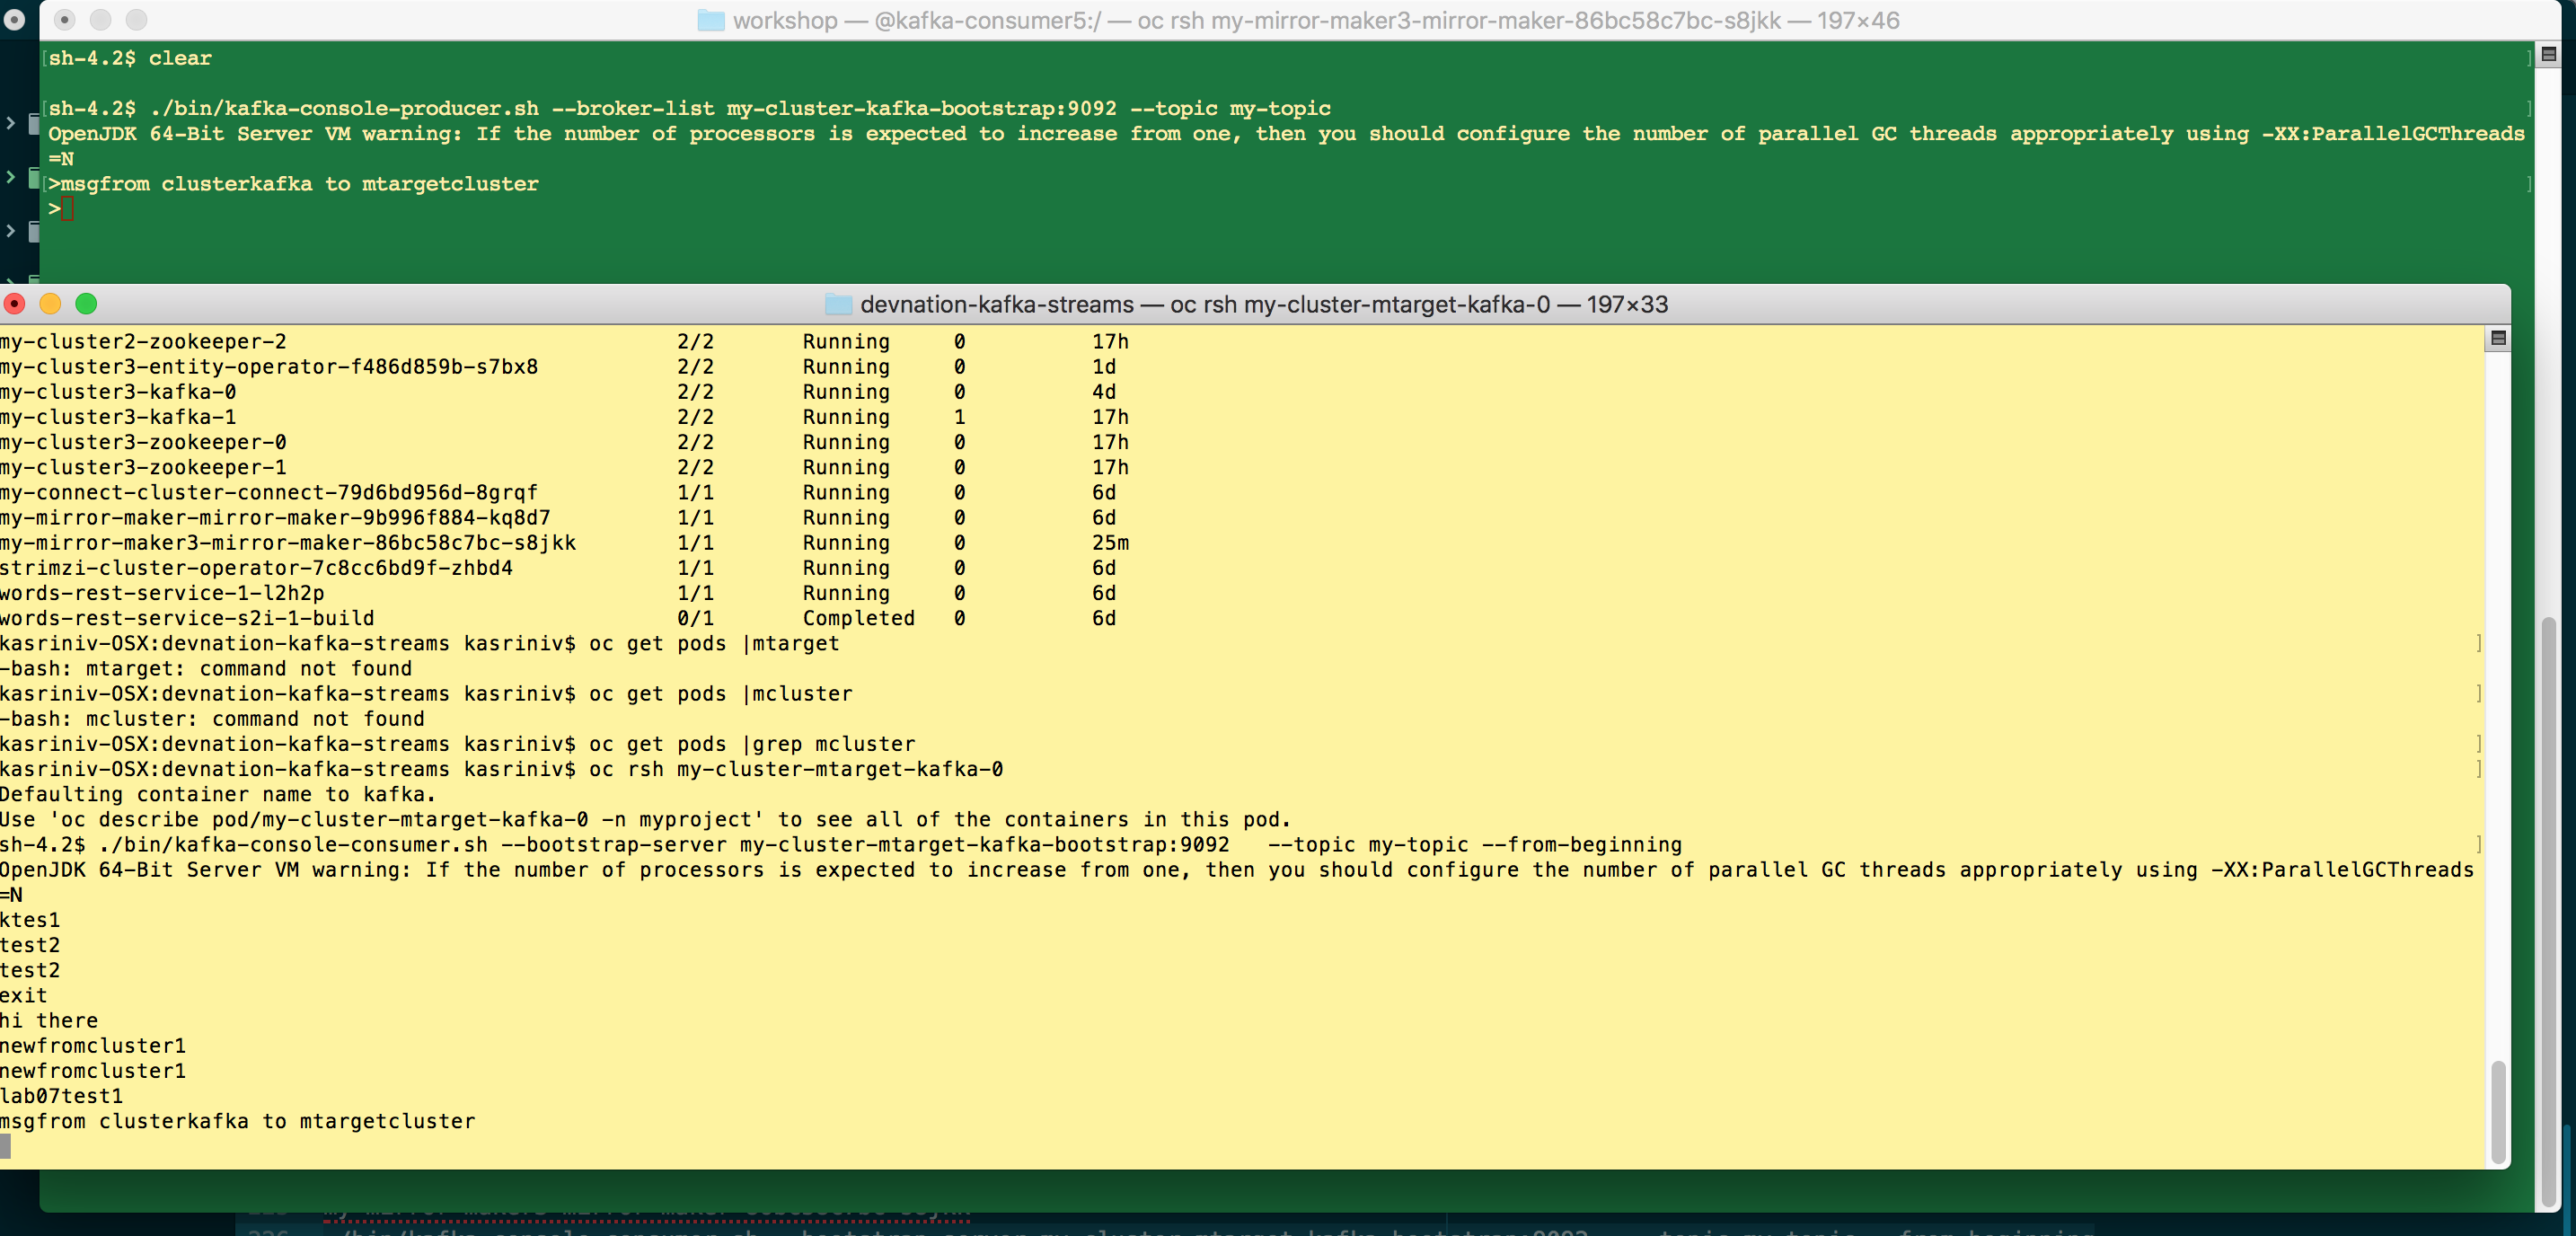 workshop — @kafka-consumer5:/ — oc rsh my-mirror-maker3-mirror-maker-86bc58c7bc-s8jkk — 197×46
[sh-4.2$ clear ]
[sh-4.2$ ./bin/kafka-console-producer.sh --broker-list my-cluster-kafka-bootstrap:9092 --topic my-topic ]
OpenJDK 64-Bit Server VM warning: If the number of processors is expected to increase from one, then you should configure the number of parallel GC threads appropriately using -XX:ParallelGCThreads
=N
[>msgfrom clusterkafka to mtargetcluster ]
>
devnation-kafka-streams — oc rsh my-cluster-mtarget-kafka-0 — 197×33
my-cluster2-zookeeper-2 2/2 Running 0 17h
my-cluster3-entity-operator-f486d859b-s7bx8 2/2 Running 0 1d
my-cluster3-kafka-0 2/2 Running 0 4d
my-cluster3-kafka-1 2/2 Running 1 17h
my-cluster3-zookeeper-0 2/2 Running 0 17h
my-cluster3-zookeeper-1 2/2 Running 0 17h
my-connect-cluster-connect-79d6bd956d-8grqf 1/1 Running 0 6d
my-mirror-maker-mirror-maker-9b996f884-kq8d7 1/1 Running 0 6d
my-mirror-maker3-mirror-maker-86bc58c7bc-s8jkk 1/1 Running 0 25m
strimzi-cluster-operator-7c8cc6bd9f-zhbd4 1/1 Running 0 6d
words-rest-service-1-l2h2p 1/1 Running 0 6d
words-rest-service-s2i-1-build 0/1 Completed 0 6d
kasriniv-OSX:devnation-kafka-streams kasriniv$ oc get pods |mtarget ]
-bash: mtarget: command not found
kasriniv-OSX:devnation-kafka-streams kasriniv$ oc get pods |mcluster ]
-bash: mcluster: command not found
kasriniv-OSX:devnation-kafka-streams kasriniv$ oc get pods |grep mcluster ]
kasriniv-OSX:devnation-kafka-streams kasriniv$ oc rsh my-cluster-mtarget-kafka-0 ]
Defaulting container name to kafka.
Use 'oc describe pod/my-cluster-mtarget-kafka-0 -n myproject' to see all of the containers in this pod.
sh-4.2$ ./bin/kafka-console-consumer.sh --bootstrap-server my-cluster-mtarget-kafka-bootstrap:9092 --topic my-topic --from-beginning ]
OpenJDK 64-Bit Server VM warning: If the number of processors is expected to increase from one, then you should configure the number of parallel GC threads appropriately using -XX:ParallelGCThreads
=N
ktes1
test2
test2
exit
hi there
newfromcluster1
newfromcluster1
lab07test1
msgfrom clusterkafka to mtargetcluster